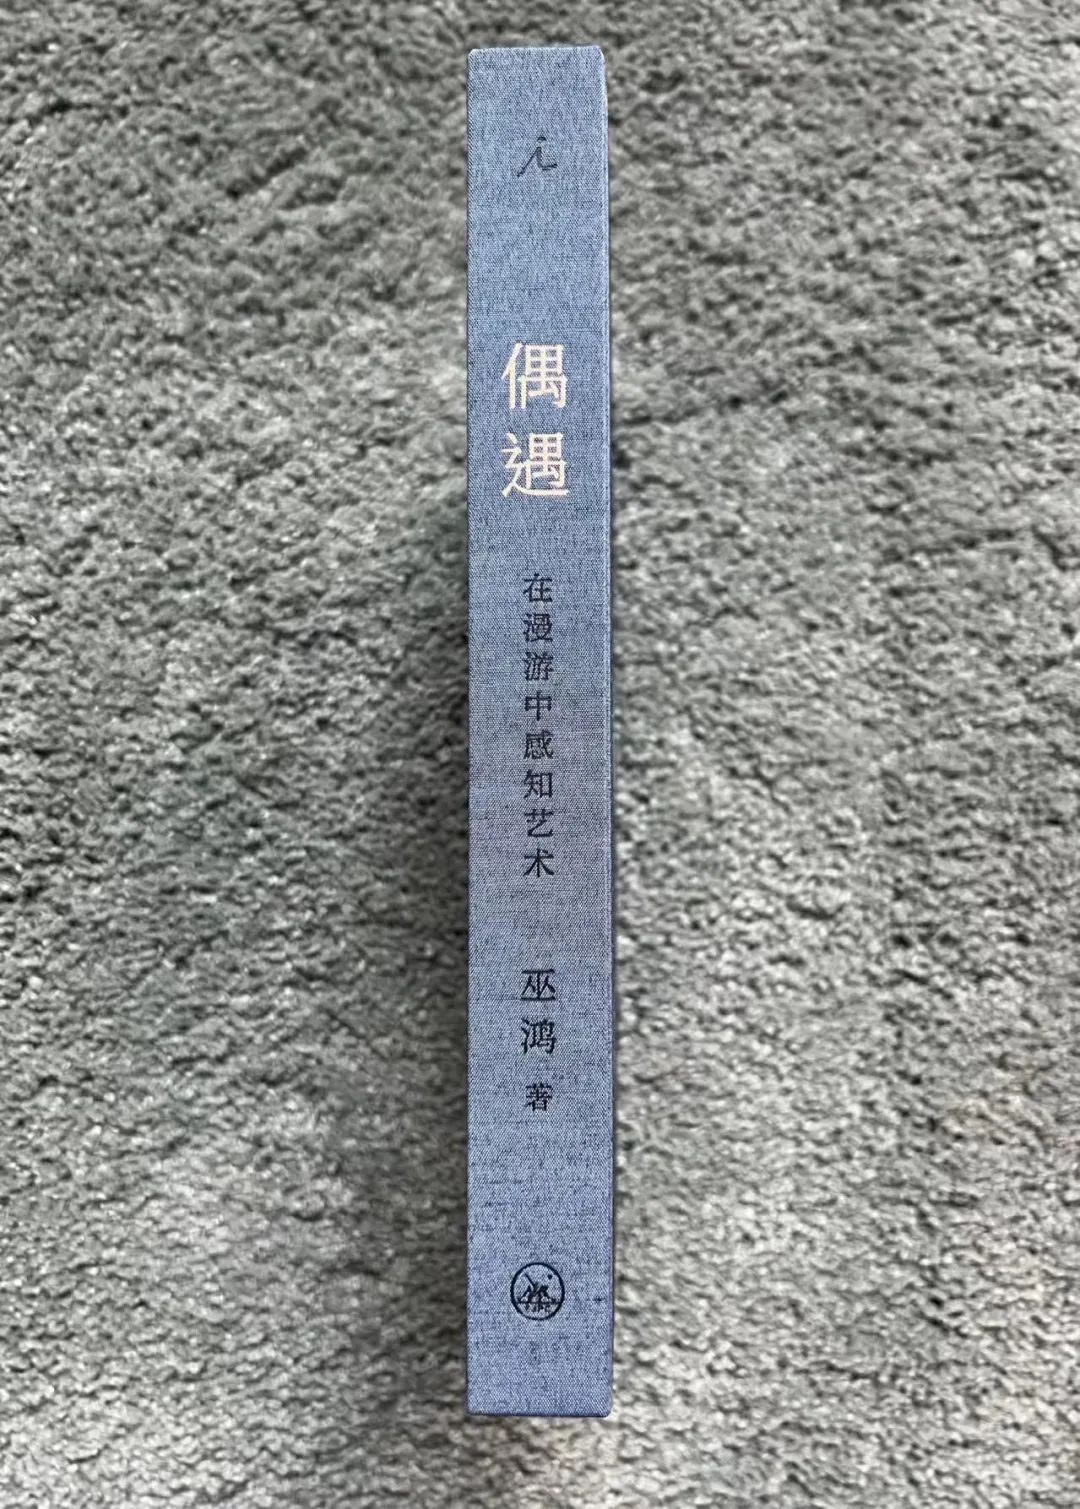 i
偶遇
在漫游中感知艺术
巫鸿 著